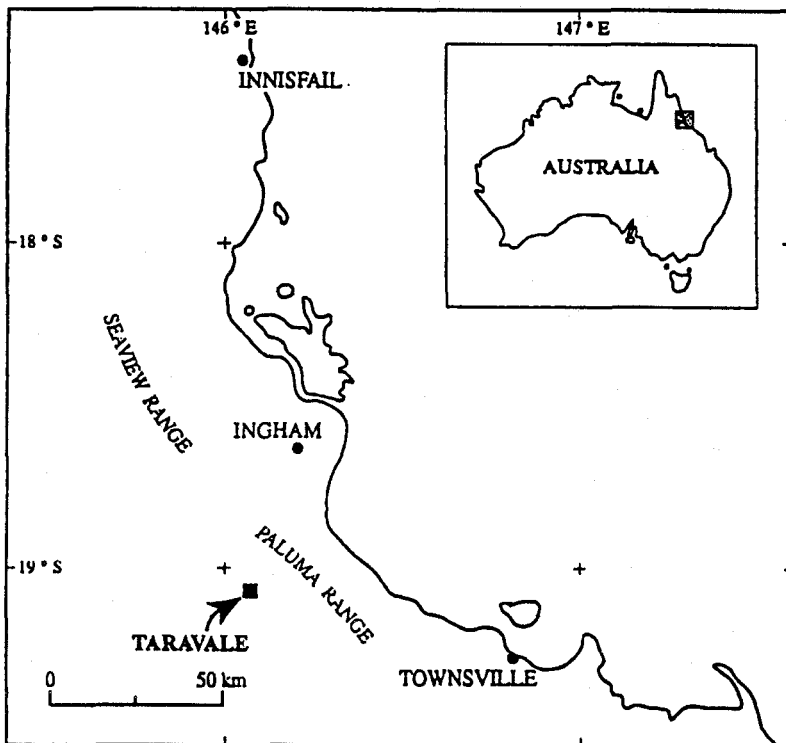 146° E
147° E
INNISFAIL
AUSTRALIA
18° S
SEAVIEW RANGE
INGHAM
19° S
PALUMA RANGE
TARAVALE
0 50 km
TOWNSVILLE